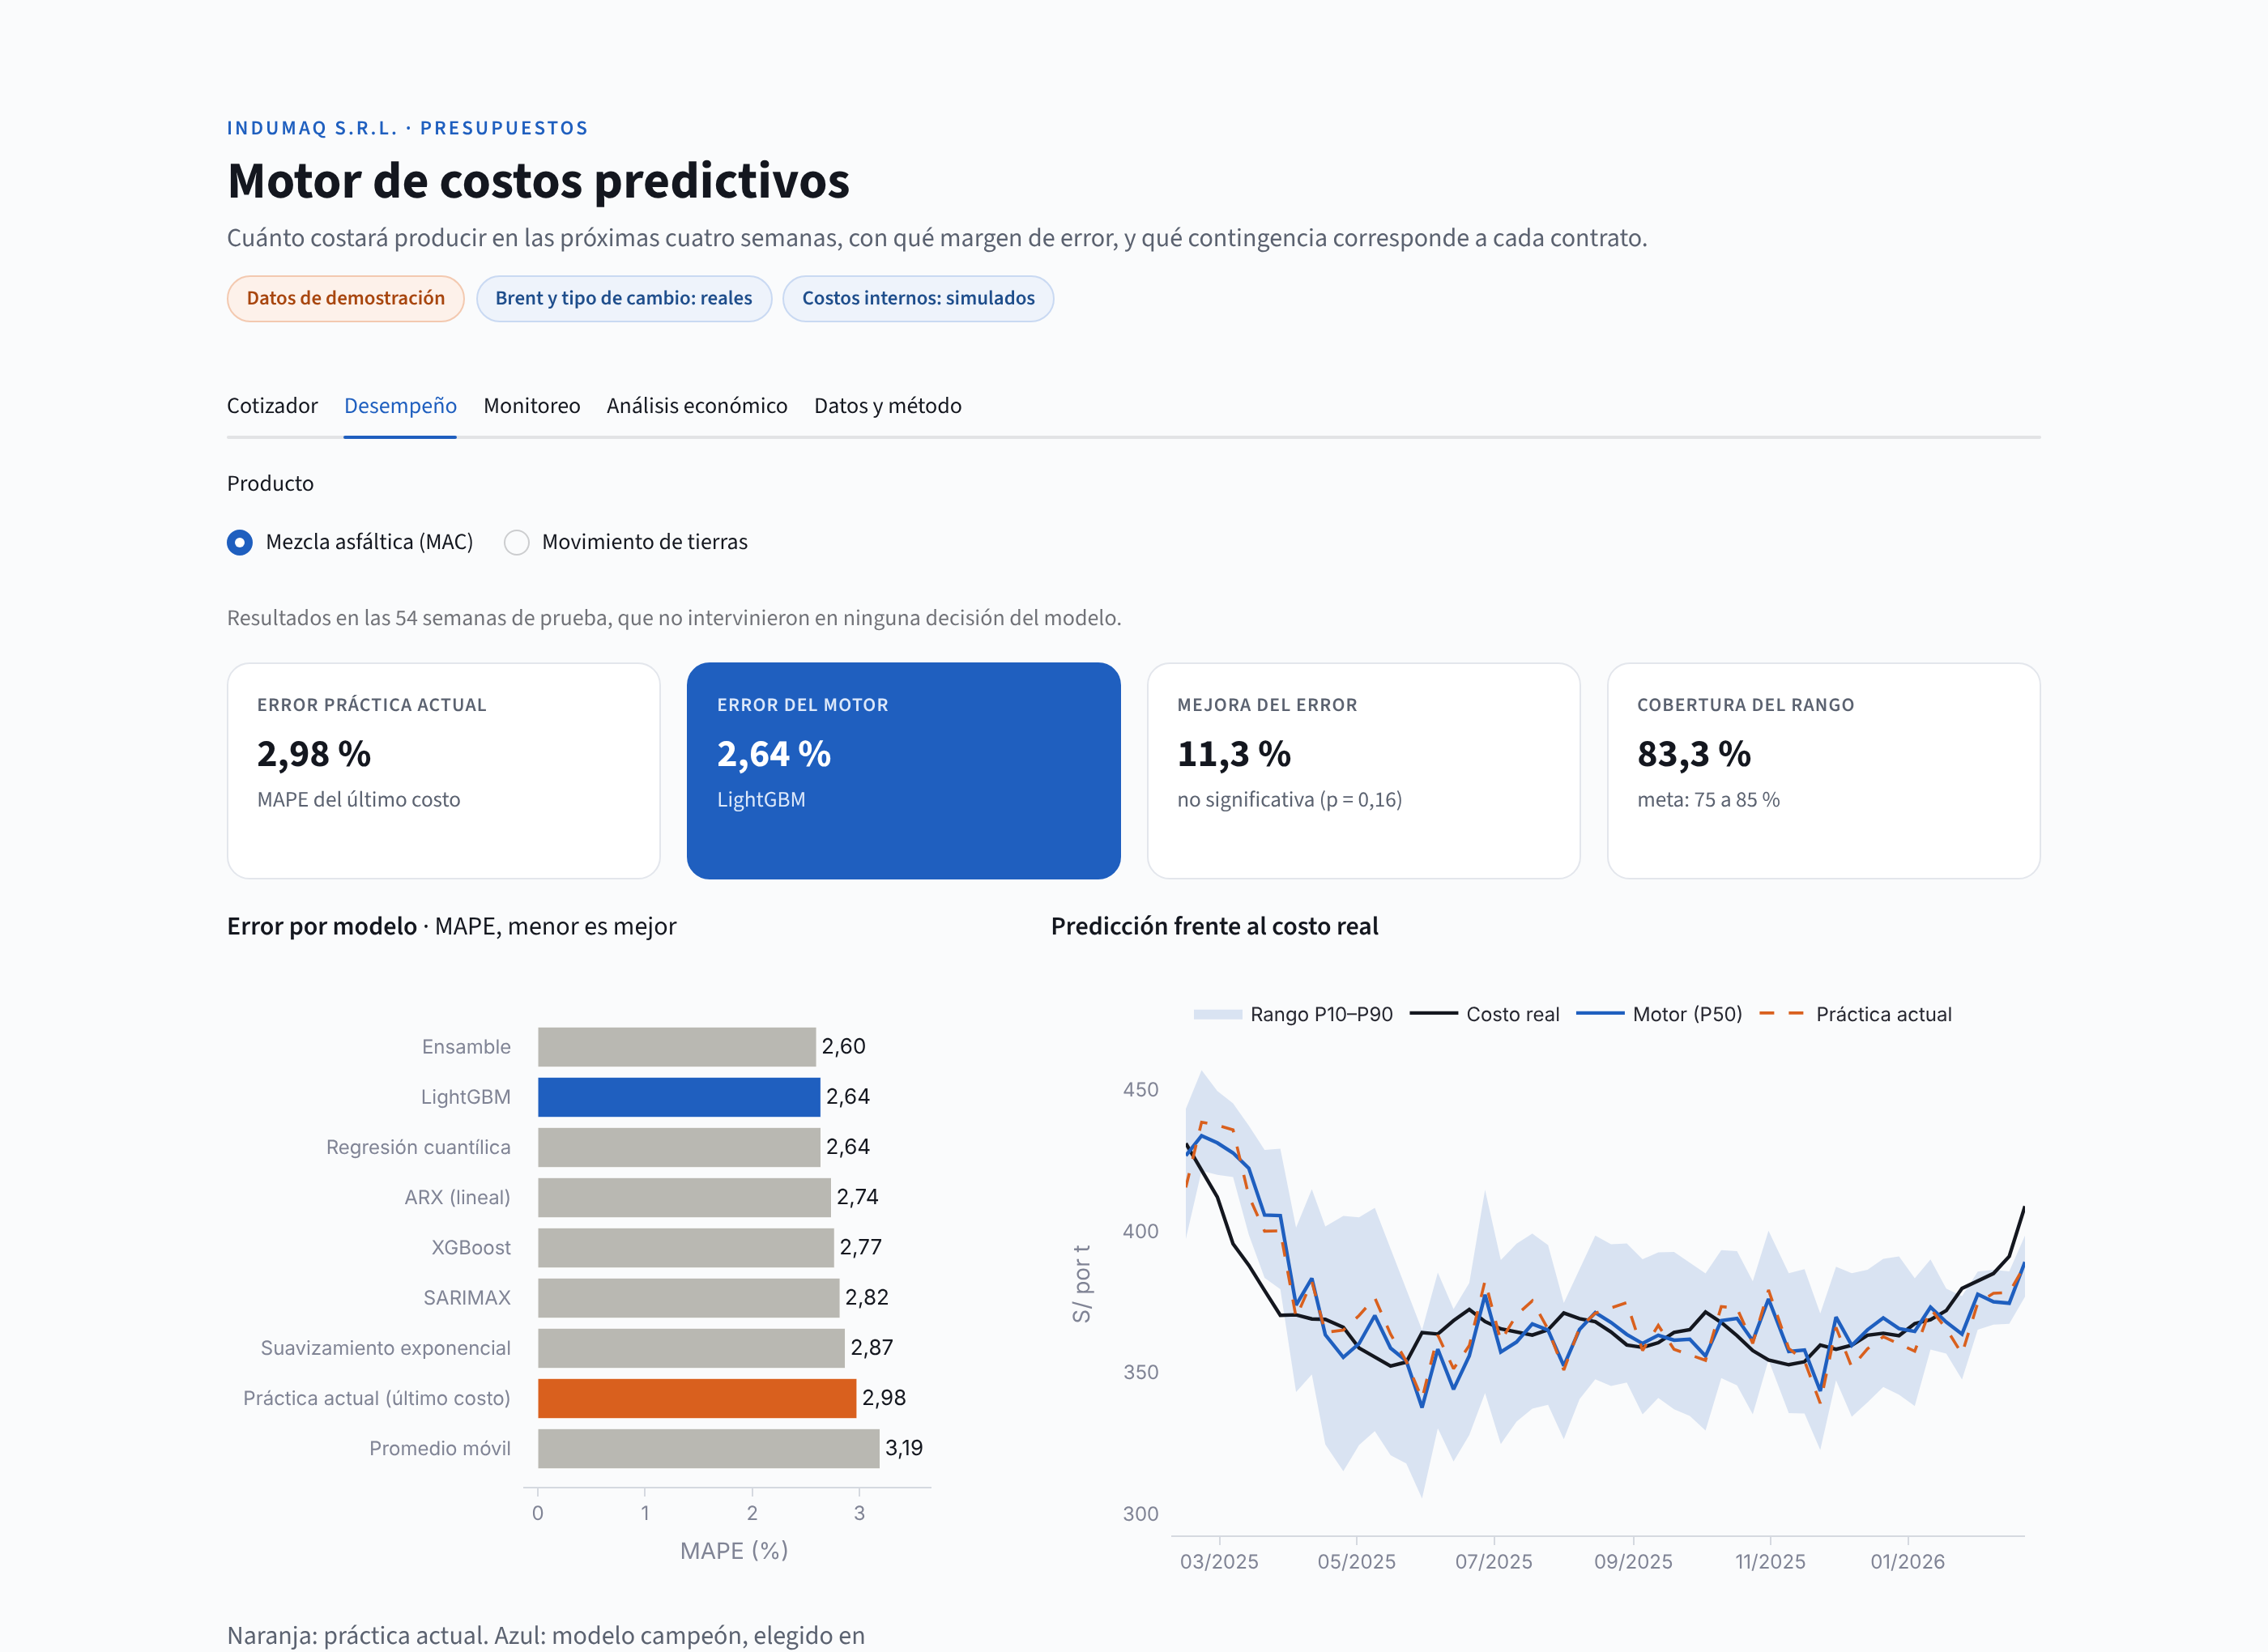 INDUMAQ S.R.L. · PRESUPUESTOS
Motor de costos predictivos
Cuánto costará producir en las próximas cuatro semanas, con qué margen de error, y qué contingencia corresponde a cada contrato.
Datos de demostración
Brent y tipo de cambio: reales
Costos internos: simulados
Cotizador
Desempeño
Monitoreo
Análisis económico
Datos y método
Producto
Mezcla asfáltica (MAC)
Movimiento de tierras
Resultados en las 54 semanas de prueba, que no intervinieron en ninguna decisión del modelo.
ERROR PRÁCTICA ACTUAL
2,98 %
MAPE del último costo
ERROR DEL MOTOR
2,64 %
LightGBM
MEJORA DEL ERROR
11,3 %
no significativa (p = 0,16)
COBERTURA DEL RANGO
83,3 %
meta: 75 a 85 %
Error por modelo · MAPE, menor es mejor
Ensamble 2,60
LightGBM 2,64
Regresión cuantílica 2,64
ARX (lineal) 2,74
XGBoost 2,77
SARIMAX 2,82
Suavizamiento exponencial 2,87
Práctica actual (último costo) 2,98
Promedio móvil 3,19
0 1 2 3
MAPE (%)
Predicción frente al costo real
Rango P10–P90
Costo real
Motor (P50)
Práctica actual
450
400
350
300
S/ por t
03/2025 05/2025 07/2025 09/2025 11/2025 01/2026
Naranja: práctica actual. Azul: modelo campeón, elegido en